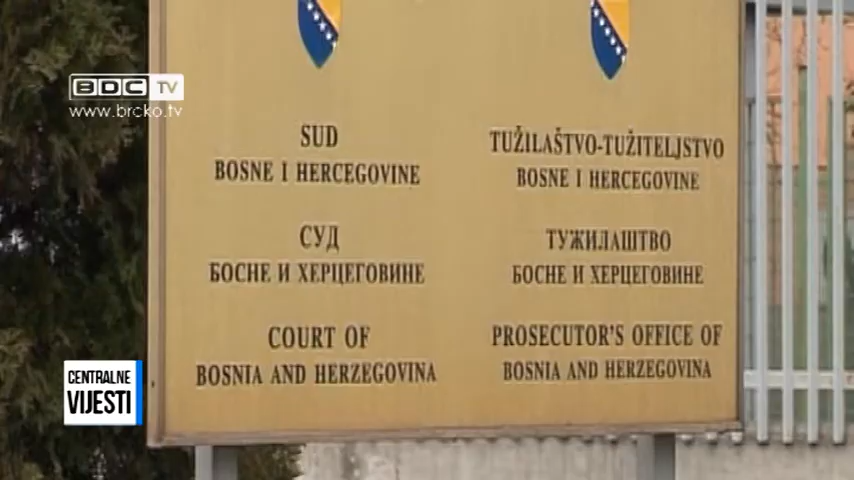 BDC TV
www.brcko.tv
SUD
BOSNE I HERCEGOVINE
СУД
БОСНЕ И ХЕРЦЕГОВИНЕ
COURT OF
BOSNIA AND HERZEGOVINA
TUŽILAŠTVO-TUŽITELJSTVO
BOSNE I HERCEGOVINE
ТУЖИЛАШТВО
БОСНЕ И ХЕРЦЕГОВИНЕ
PROSECUTOR'S OFFICE OF
BOSNIA AND HERZEGOVINA
CENTRALNE
VIJESTI